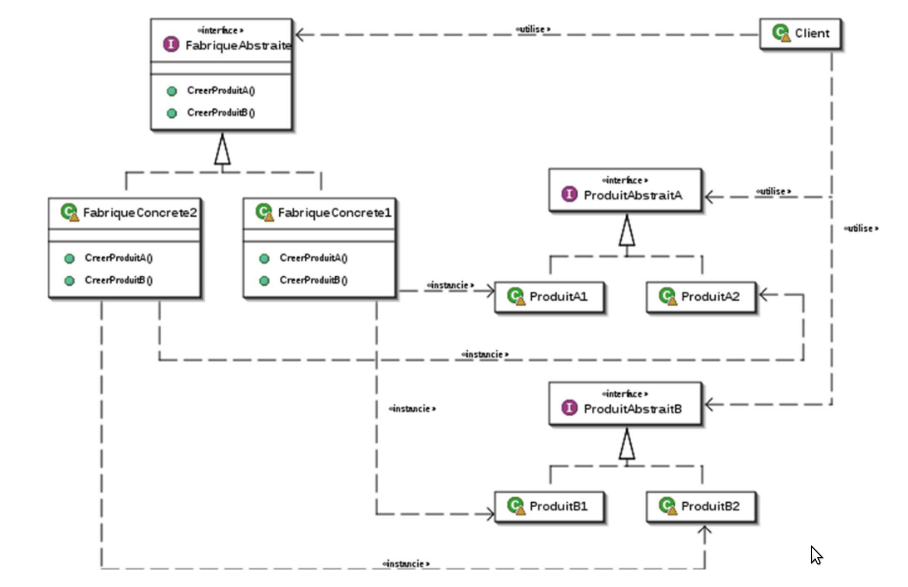 «interface»
I FabriqueAbstraite
CreerProduitA()
CreerProduitB()
«utilise»
C Client
C FabriqueConcrete2
CreerProduitA()
CreerProduitB()
C FabriqueConcrete1
CreerProduitA()
CreerProduitB()
«interface»
I ProduitAbstraitA
«utilise»
«utilise»
«instancie»
C ProduitA1
C ProduitA2
«instancie»
«instancie»
«interface»
I ProduitAbstraitB
C ProduitB1
C ProduitB2
«instancie»